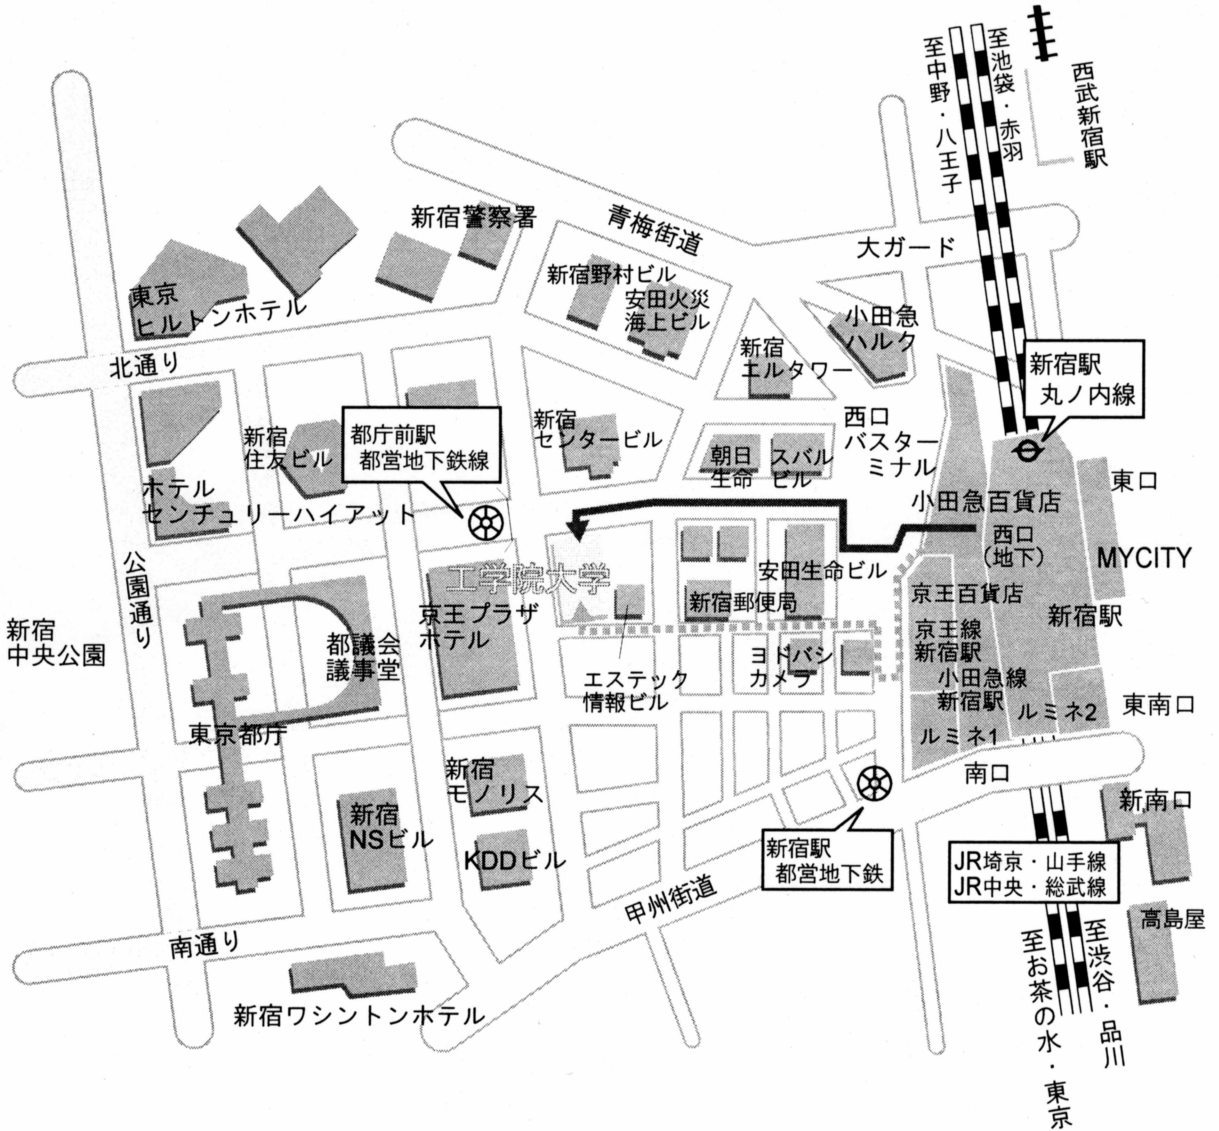 至中野・八王子
至池袋・赤羽
西武新宿駅
青梅街道
大ガード
新宿警察署
新宿野村ビル
安田火災
海上ビル
東京
ヒルトンホテル
北通り
新宿
エルタワー
小田急
ハルク
新宿駅
丸ノ内線
都庁前駅
都営地下鉄線
新宿
住友ビル
新宿
センタービル
朝日
生命
スバル
ビル
西口
バスター
ミナル
ホテル
センチュリーハイアット
小田急百貨店
東口
西口
(地下)
MYCITY
公園通り
新宿
中央公園
工学院大学
京王プラザ
ホテル
安田生命ビル
新宿郵便局
京王百貨店
新宿駅
都議会
議事堂
エステック
情報ビル
ヨドバシ
カメラ
京王線
新宿駅
小田急線
新宿駅
ルミネ2
東南口
東京都庁
ルミネ1
南口
新宿
モノリス
新南口
新宿
NSビル
KDDビル
新宿駅
都営地下鉄
JR埼京・山手線
JR中央・総武線
甲州街道
高島屋
南通り
新宿ワシントンホテル
至お茶の水・東京
至渋谷・品川